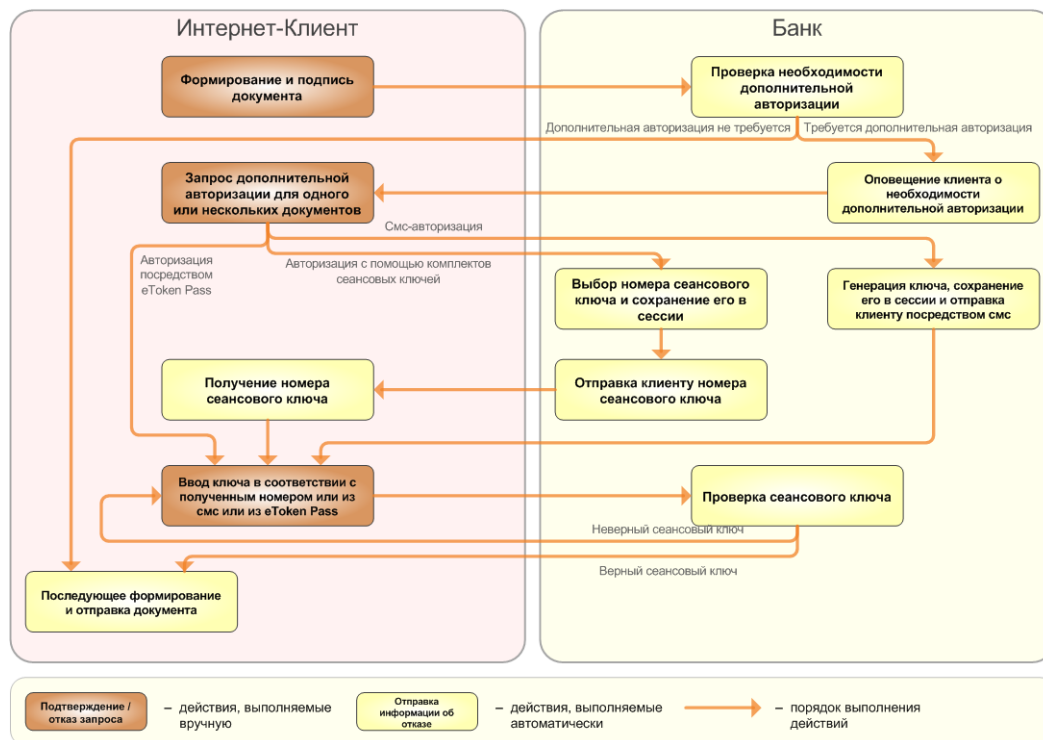 Интернет-Клиент
Банк
Формирование и подпись
документа
Проверка необходимости
дополнительной
авторизации
Дополнительная авторизация не требуется
Требуется дополнительная авторизация
Запрос дополнительной
авторизации для одного
или нескольких документов
Оповещение клиента о
необходимости
дополнительной авторизации
Смс-авторизация
Авторизация
посредством
eToken Pass
Авторизация с помощью комплектов
сеансовых ключей
Выбор номера сеансового
ключа и сохранение его в
сессии
Генерация ключа, сохранение
его в сессии и отправка
клиенту посредством смс
Получение номера
сеансового ключа
Отправка клиенту номера
сеансового ключа
Ввод ключа в соответствии с
полученным номером или из
смс или из eToken Pass
Проверка сеансового ключа
Неверный сеансовый ключ
Верный сеансовый ключ
Последующее формирование
и отправка документа
Подтверждение /
отказ запроса
– действия, выполняемые
вручную
Отправка
информации об
отказе
– действия, выполняемые
автоматически
– порядок выполнения
действий